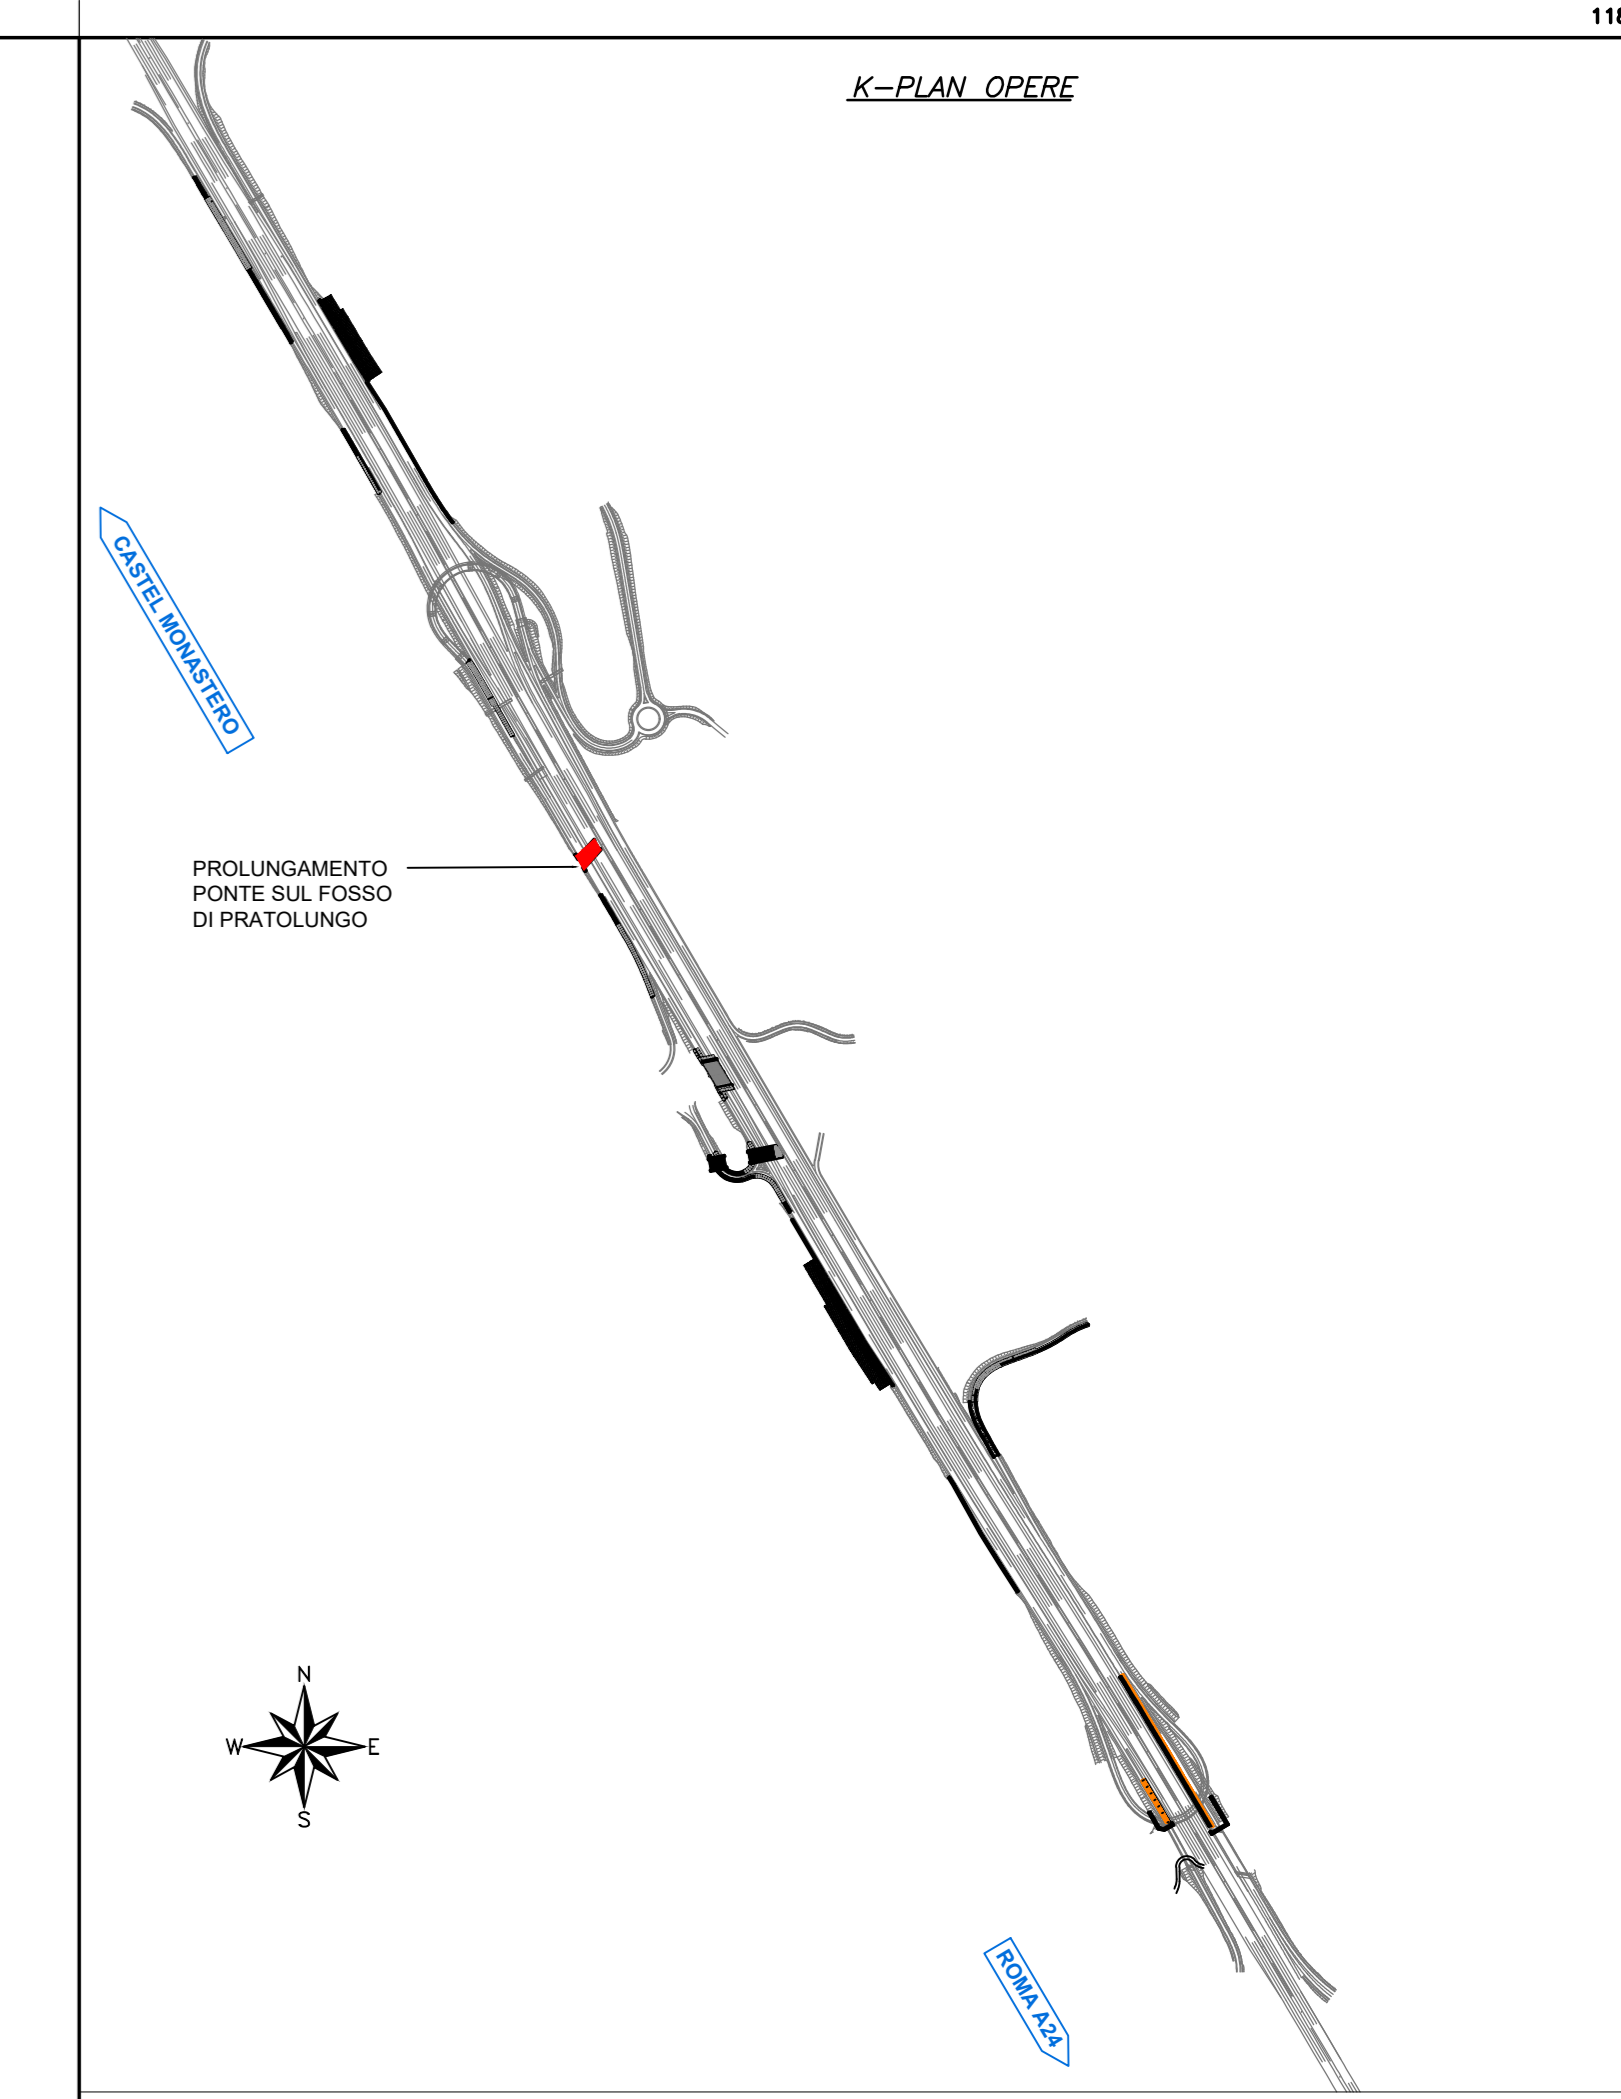 118
K-PLAN OPERE
CASTEL MONASTERO
PROLUNGAMENTO
PONTE SUL FOSSO
DI PRATOLUNGO
N
W
E
S
ROMA A24